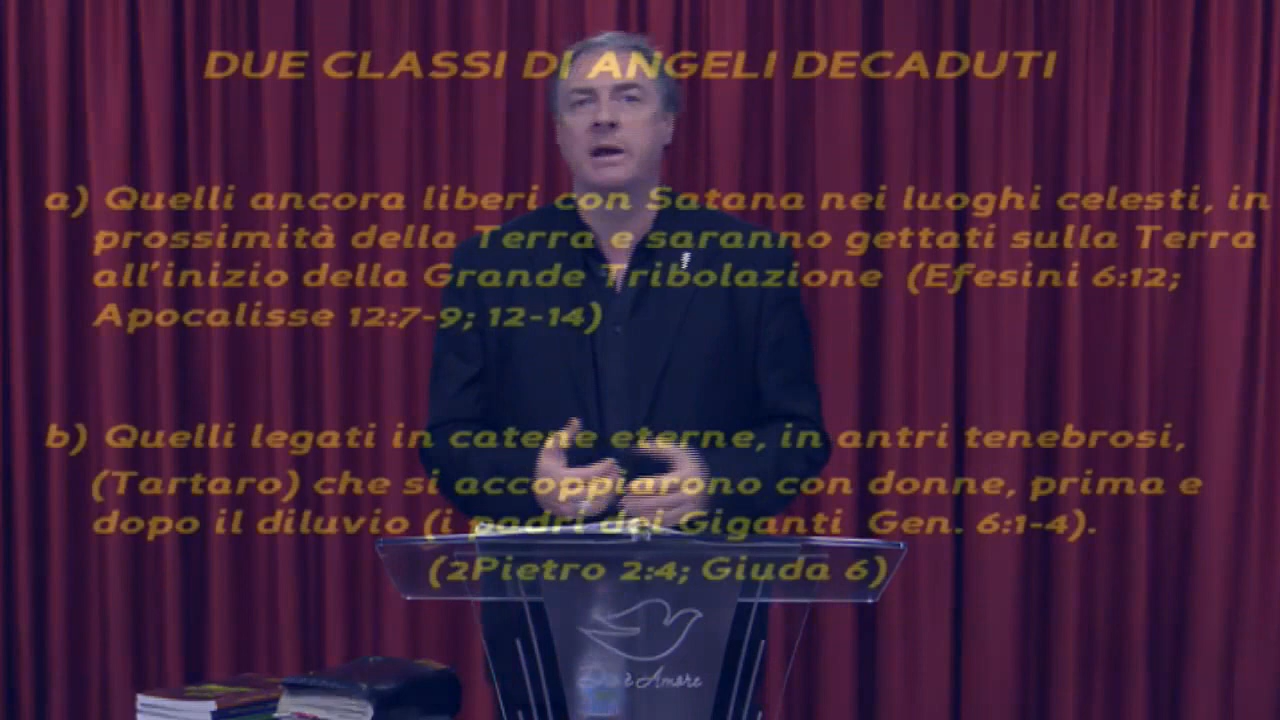 DUE CLASSI DI ANGELI DECADUTI
a) Quelli ancora liberi con Satana nei luoghi celesti, in
prossimità della Terra e saranno gettati sulla Terra
all'inizio della Grande Tribolazione (Efesini 6:12;
Apocalisse 12:7-9; 12-14)
b) Quelli legati in catene eterne, in antri tenebrosi,
(Tartaro) che si accoppiarono con donne, prima e
dopo il diluvio (i padri dei Giganti Gen. 6:1-4).
(2Pietro 2:4; Giuda 6)
è Amore